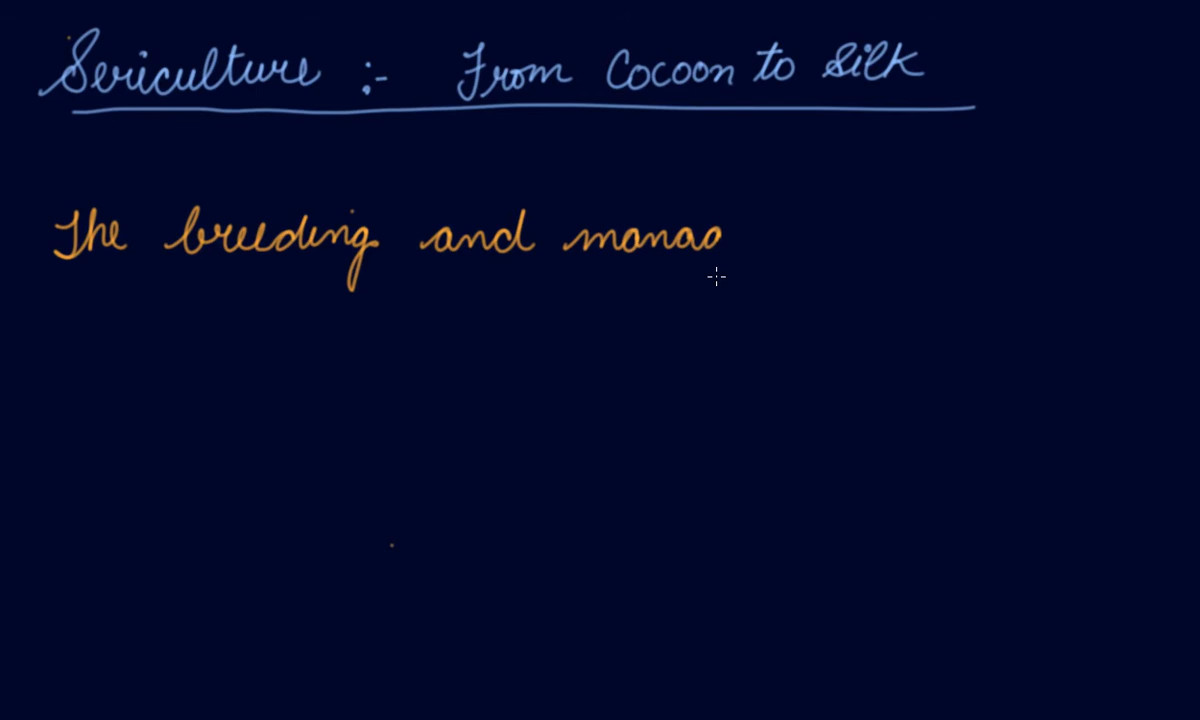 Sericulture :- From Cocoon to Silk
The breeding and manag